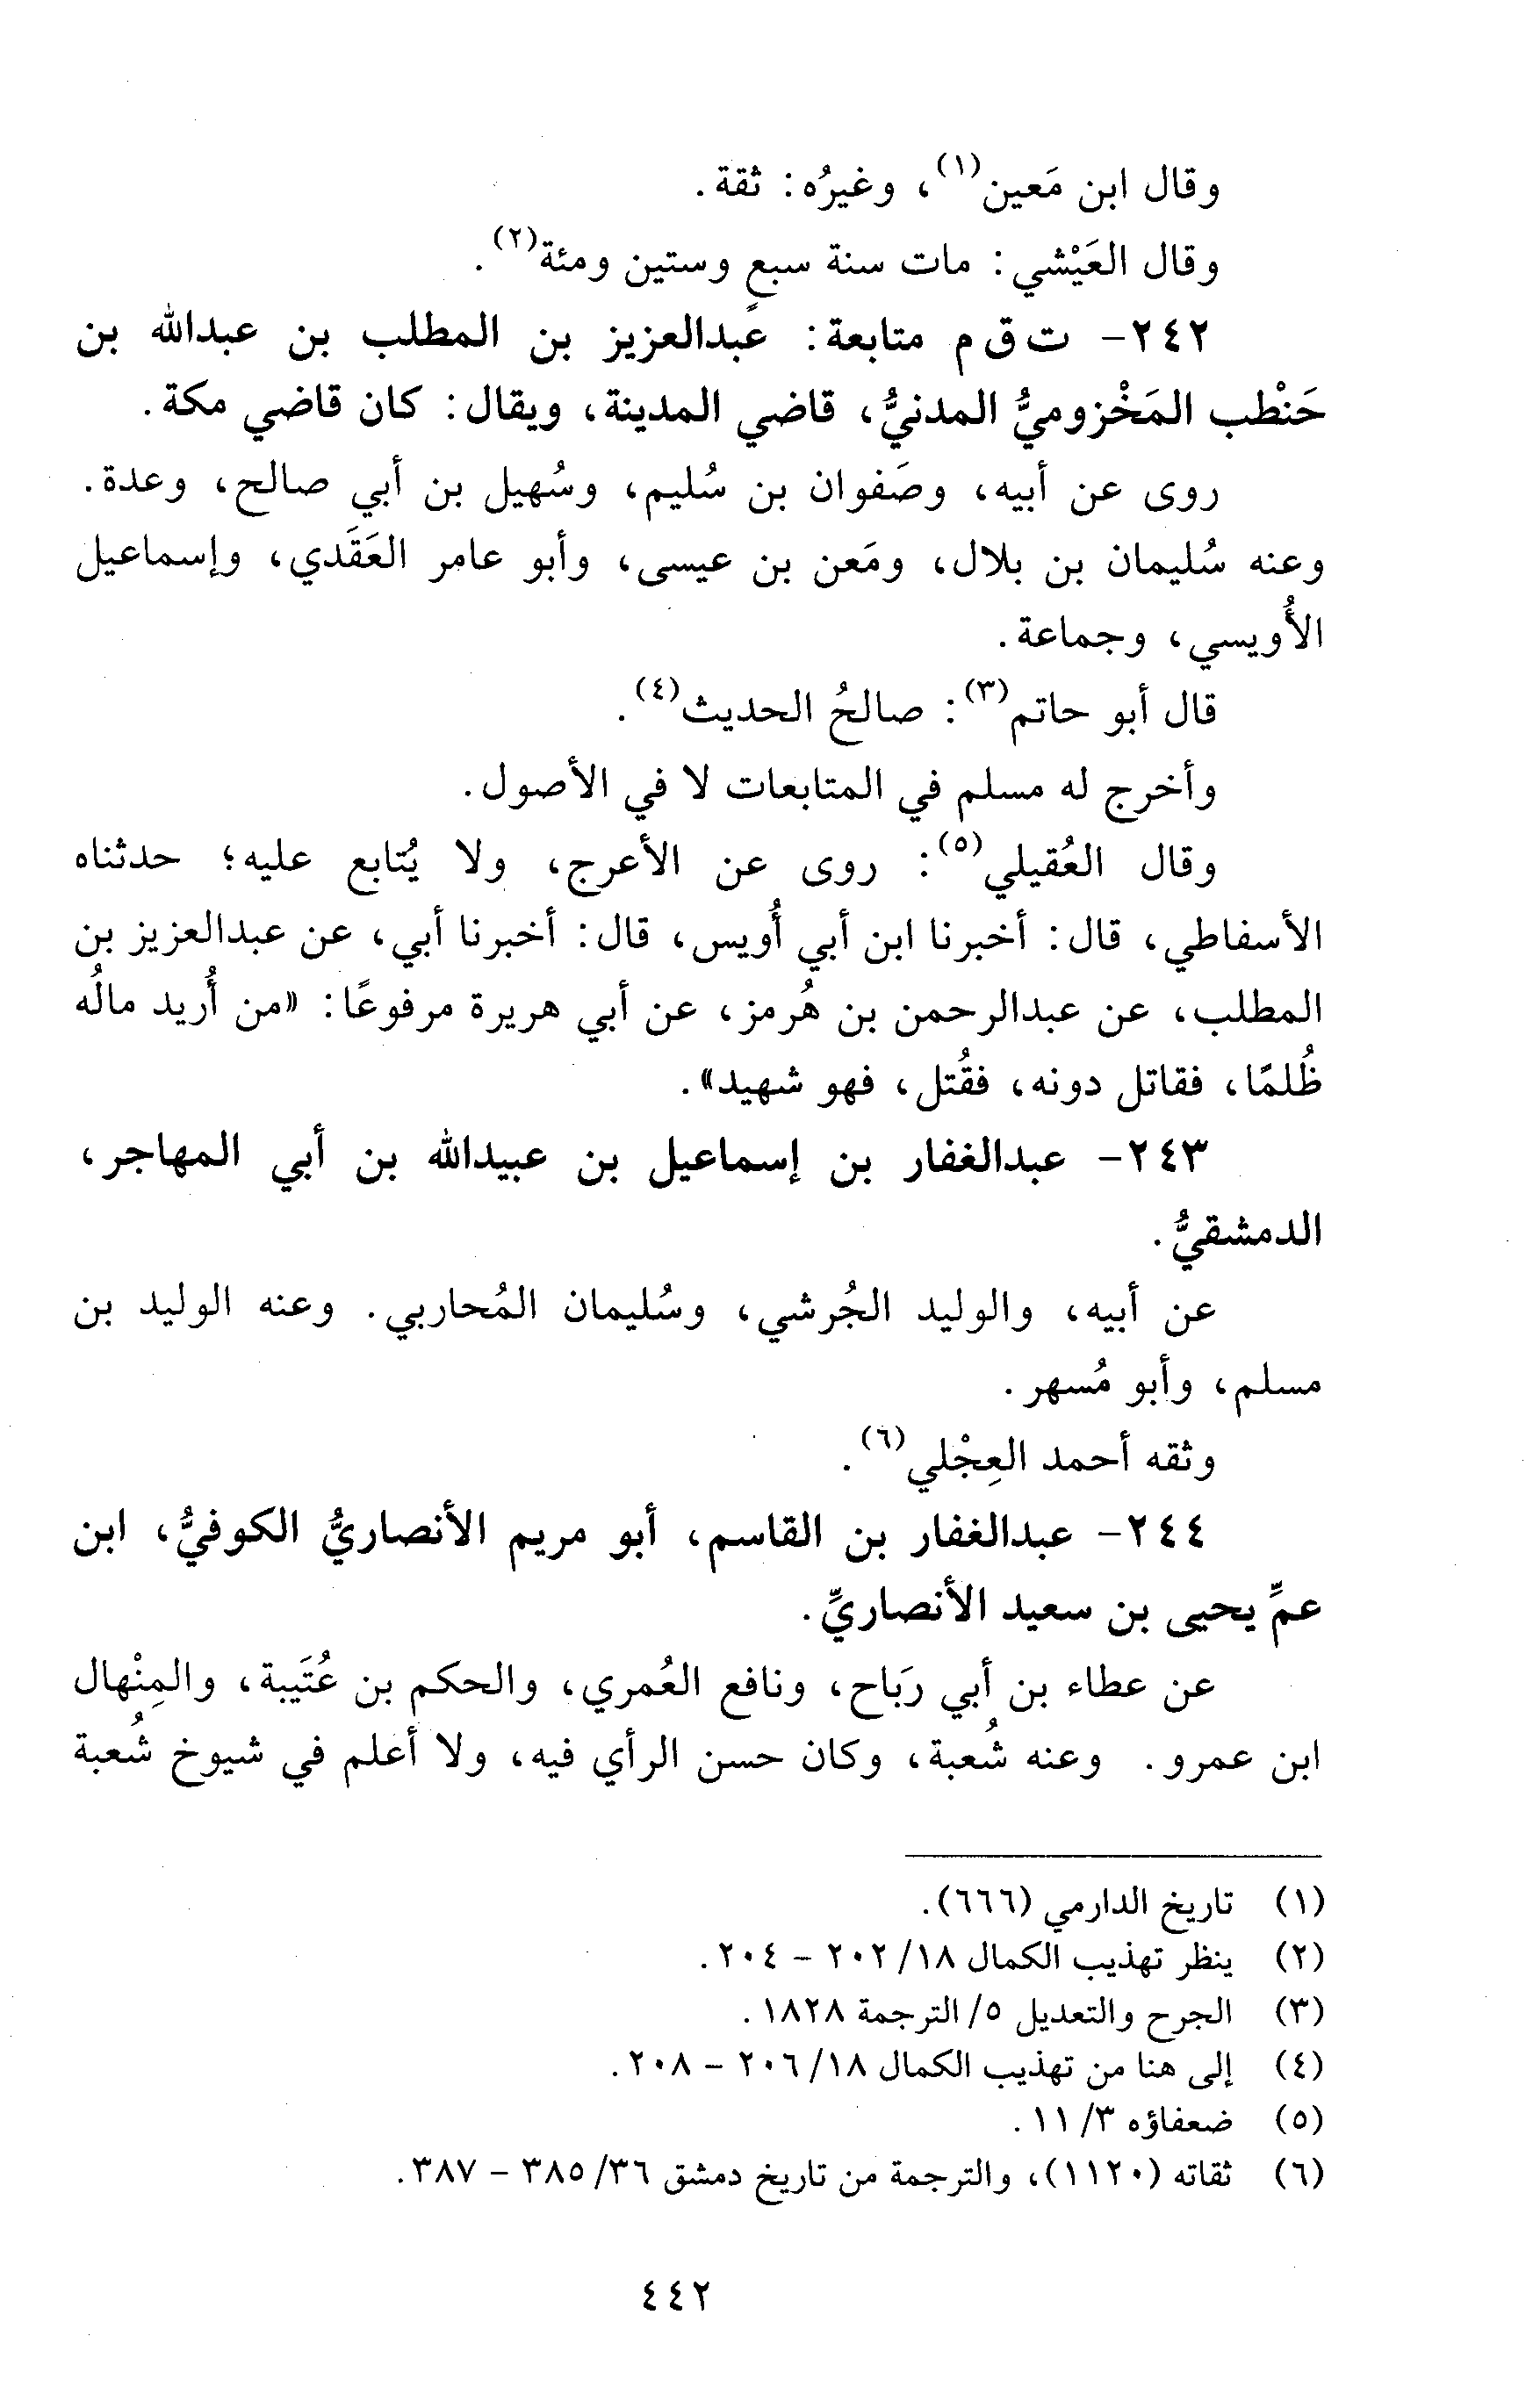 وقال ابن مَعين(١)، وغيرُه: ثقة.
وقال العَيْشي: مات سنة سبعٍ وستين ومئة(٢).
٢٤٢- ت ق م متابعة: عبدالعزيز بن المطلب بن عبدالله بن
حَنْطب المَخْزوميُّ المدنيُّ، قاضي المدينة، ويقال: كان قاضي مكة.
روى عن أبيه، وصَفوان بن سُليم، وسُهيل بن أبي صالح، وعدة.
وعنه سُليمان بن بلال، ومَعن بن عيسى، وأبو عامر العَقَدي، وإسماعيل
الأُويسي، وجماعة.
قال أبو حاتم(٣): صالحُ الحديث(٤).
وأخرج له مسلم في المتابعات لا في الأصول.
وقال العُقيلي(٥): روى عن الأعرج، ولا يُتابع عليه؛ حدثناه
الأسفاطي، قال: أخبرنا ابن أبي أُويس، قال: أخبرنا أبي، عن عبدالعزيز بن
المطلب، عن عبدالرحمن بن هُرمز، عن أبي هريرة مرفوعًا: «من أُريد مالُه
ظُلمًا، فقاتل دونه، فقُتل، فهو شهيد».
٢٤٣- عبدالغفار بن إسماعيل بن عبيدالله بن أبي المهاجر،
الدمشقيُّ.
عن أبيه، والوليد الجُرشي، وسُليمان المُحاربي. وعنه الوليد بن
مسلم، وأبو مُسهر.
وثقه أحمد العِجْلي(٦).
٢٤٤- عبدالغفار بن القاسم، أبو مريم الأنصاريُّ الكوفيُّ، ابن
عمِّ يحيى بن سعيد الأنصاريِّ.
عن عطاء بن أبي رَباح، ونافع العُمري، والحكم بن عُتَيبة، والمِنْهال
ابن عمرو. وعنه شُعبة، وكان حسن الرأي فيه، ولا أعلم في شيوخ شُعبة
(١) تاريخ الدارمي (٦٦٦).
(٢) ينظر تهذيب الكمال ١٨/ ٢٠٢ - ٢٠٤.
(٣) الجرح والتعديل ٥/ الترجمة ١٨٢٨.
(٤) إلى هنا من تهذيب الكمال ١٨/ ٢٠٦ - ٢٠٨.
(٥) ضعفاؤه ٣/ ١١.
(٦) ثقاته (١١٢٠)، والترجمة من تاريخ دمشق ٣٦/ ٣٨٥ - ٣٨٧.
٤٤٢